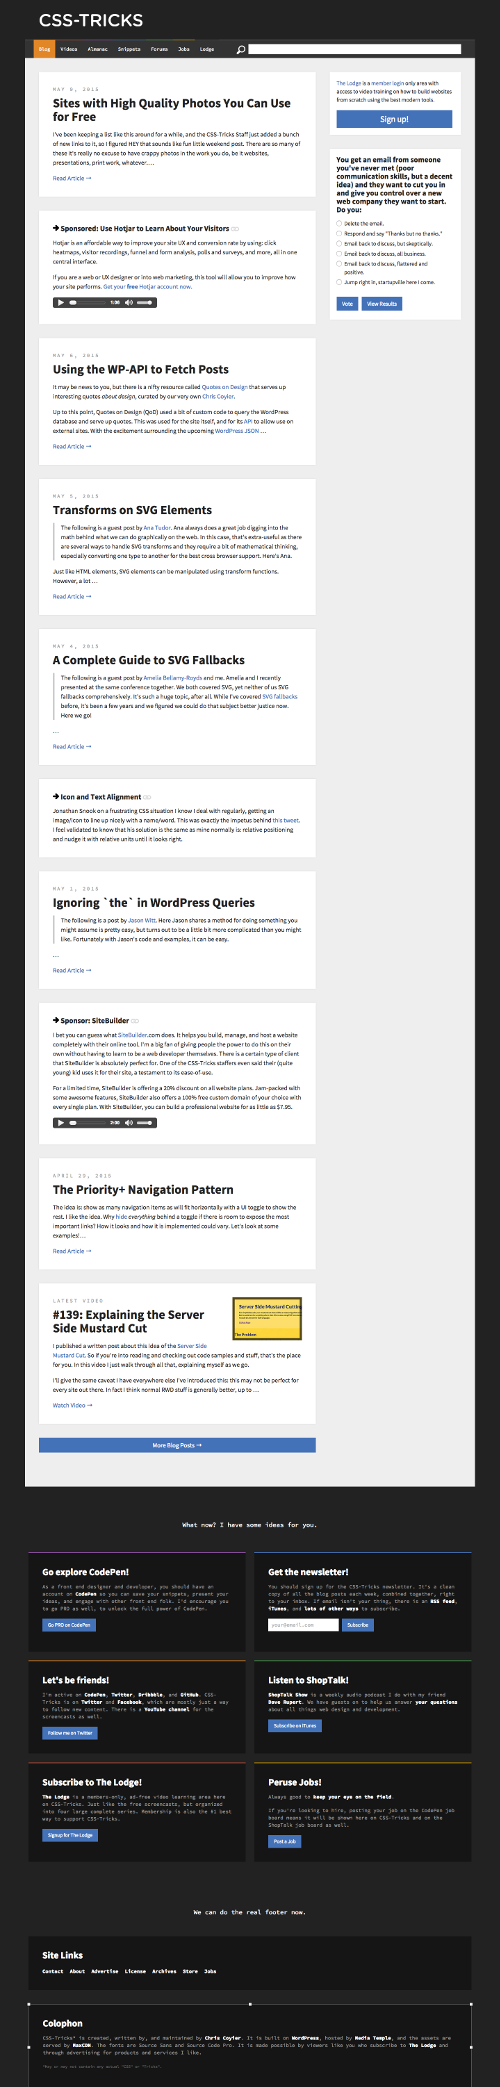 CSS-TRICKS
Blog Videos Almanac Snippets Forums Jobs Lodge
MAY 9, 2015
Sites with High Quality Photos You Can Use
for Free
I've been keeping a list like this around for a while, and the CSS-Tricks Staff just added a bunch
of new links to it, so I figured HEY that sounds like fun little weekend post. There are so many of
these it's really no excuse to have crappy photos in the work you do, be it websites,
presentations, print work, whatever.…
Read Article →
➔ Sponsored: Use Hotjar to Learn About Your Visitors
Hotjar is an affordable way to improve your site UX and conversion rate by using: click
heatmaps, visitor recordings, funnel and form analysis, polls and surveys, and more, all in one
central interface.
If you are a web or UX designer or into web marketing, this tool will allow you to improve how
your site performs. Get your free Hotjar account now.
1:06
MAY 6, 2015
Using the WP-API to Fetch Posts
It may be news to you, but there is a nifty resource called Quotes on Design that serves up
interesting quotes about design, curated by our very own Chris Coyier.
Up to this point, Quotes on Design (QoD) used a bit of custom code to query the WordPress
database and serve up quotes. This was used for the site itself, and for its API to allow use on
external sites. With the excitement surrounding the upcoming WordPress JSON …
Read Article →
MAY 5, 2015
Transforms on SVG Elements
The following is a guest post by Ana Tudor. Ana always does a great job digging into the
math behind what we can do graphically on the web. In this case, that's extra-useful as there
are several ways to handle SVG transforms and they require a bit of mathematical thinking,
especially converting one type to another for the best cross browser support. Here's Ana.
Just like HTML elements, SVG elements can be manipulated using transform functions.
However, a lot …
Read Article →
MAY 4, 2015
A Complete Guide to SVG Fallbacks
The following is a guest post by Amelia Bellamy-Royds and me. Amelia and I recently
presented at the same conference together. We both covered SVG, yet neither of us SVG
fallbacks comprehensively. It's such a huge topic, after all. While I've covered SVG fallbacks
before, it's been a few years and we figured we could do that subject better justice now.
Here we go!
…
Read Article →
➔ Icon and Text Alignment
Jonathan Snook on a frustrating CSS situation I know I deal with regularly, getting an
image/icon to line up nicely with a name/word. This was exactly the impetus behind this tweet.
I feel validated to know that his solution is the same as mine normally is: relative positioning
and nudge it with relative units until it looks right.
MAY 1, 2015
Ignoring `the` in WordPress Queries
The following is a post by Jason Witt. Here Jason shares a method for doing something you
might assume is pretty easy, but turns out to be a little bit more complicated than you might
like. Fortunately with Jason's code and examples, it can be easy.
…
Read Article →
➔ Sponsor: SiteBuilder
I bet you can guess what SiteBuilder.com does. It helps you build, manage, and host a website
completely with their online tool. I'm a big fan of giving people the power to do this on their
own without having to learn to be a web developer themselves. There is a certain type of client
that SiteBuilder is absolutely perfect for. One of the CSS-Tricks staffers even said their (quite
young) kid uses it for their site, a testament to its ease-of-use.
For a limited time, SiteBuilder is offering a 20% discount on all website plans. Jam-packed with
some awesome features, SiteBuilder also offers a 100% free custom domain of your choice with
every single plan. With SiteBuilder, you can build a professional website for as little as $7.95.
2:30
APRIL 29, 2015
The Priority+ Navigation Pattern
The idea is: show as many navigation items as will fit horizontally with a UI toggle to show the
rest. I like the idea. Why hide everything behind a toggle if there is room to expose the most
important links? How it looks and how it is implemented could vary. Let's look at some
examples! …
Read Article →
LATEST VIDEO
#139: Explaining the Server
Side Mustard Cut
Server Side Mustard Cutting
The Problem
I published a written post about this idea of the Server Side
Mustard Cut. So if you're into reading and checking out code samples and stuff, that's the place
for you. In this video I just walk through all that, explaining myself as we go.
I'll give the same caveat I have everywhere else I've introduced this: this may not be perfect for
every site out there. In fact I think normal RWD stuff is generally better, up to …
Watch Video →
More Blog Posts →
The Lodge is a member login only area with
access to video training on how to build websites
from scratch using the best modern tools.
Sign up!
You get an email from someone
you've never met (poor
communication skills, but a decent
idea) and they want to cut you in
and give you control over a new
company they want to start.
Do you:
Delete the email.
Respond and say "Thanks but no thanks."
Email back to discuss, but skeptically.
Email back to discuss, all business.
Email back to discuss, flattered and
positive.
Jump right in, startupville here I come.
Vote View Results
What now? I have some ideas for you.
Go explore CodePen!
As a front end designer and developer, you should have an
account on CodePen so you can save your snippets, present your
ideas, and engage with other front end folk. I'd encourage you
to go PRO as well, to unlock the full power of CodePen.
Go PRO on CodePen
Get the newsletter!
You should sign up for the CSS-Tricks newsletter. It's a clean
copy of all the blog posts each week, combined together, right
to your inbox. If email isn't your thing, there is an RSS feed,
iTunes, and lots of other ways to subscribe.
your@email.com Subscribe
Let's be friends!
I'm active on CodePen, Twitter, Dribbble, and GitHub. CSS-
Tricks is on Twitter and Facebook, which are mostly just a way
to follow new content. There is a YouTube channel for the
screencasts as well.
Follow me on Twitter
Listen to ShopTalk!
ShopTalk Show is a weekly audio podcast I do with my friend
Dave Rupert. We have guests on to help us answer your questions
about all things web design and development.
Subscribe on iTunes
Subscribe to The Lodge!
The Lodge is a members-only, ad-free video learning area here
on CSS-Tricks. Just like the free screencasts, but organized
into four large complete series. Membership is also the #1 best
way to support CSS-Tricks.
Signup for The Lodge
Peruse Jobs!
Always good to keep your eye on the field.
If you're looking to hire, posting your job on the CodePen job
board means it will be shown here on CSS-Tricks and on the
ShopTalk job board as well.
Post a Job
We can do the real footer now.
Site Links
Contact About Advertise License Archives Store Jobs
Colophon
CSS-Tricks* is created, written by, and maintained by Chris Coyier. It is built on WordPress, hosted by Media Temple, and the assets are
served by MaxCDN. The fonts are Source Sans and Source Code Pro. It is made possible by viewers like you who subscribe to The Lodge and
through advertising for products and services I like.
*May or may not contain any actual "CSS" or "Tricks".